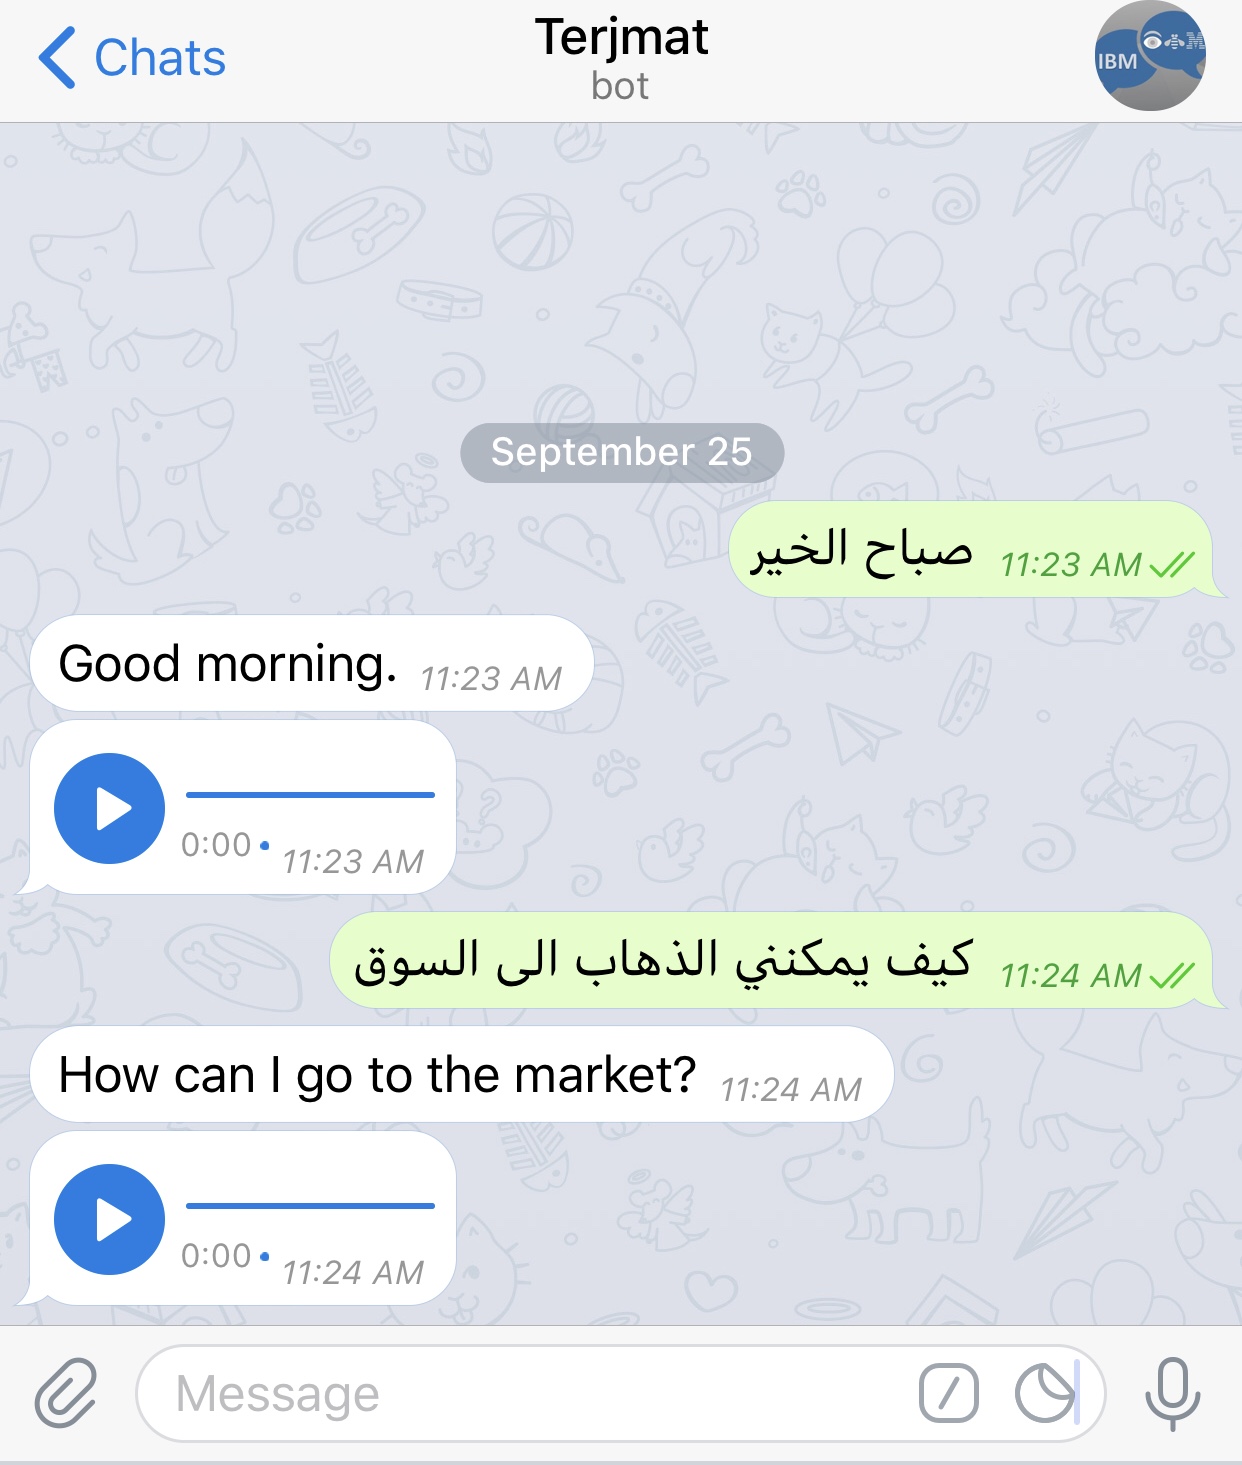 Chats
Terjmat
bot
IBM
September 25
صباح الخير 11:23 AM
Good morning. 11:23 AM
0:00 11:23 AM
كيف يمكنني الذهاب الى السوق 11:24 AM
How can I go to the market? 11:24 AM
0:00 11:24 AM
Message